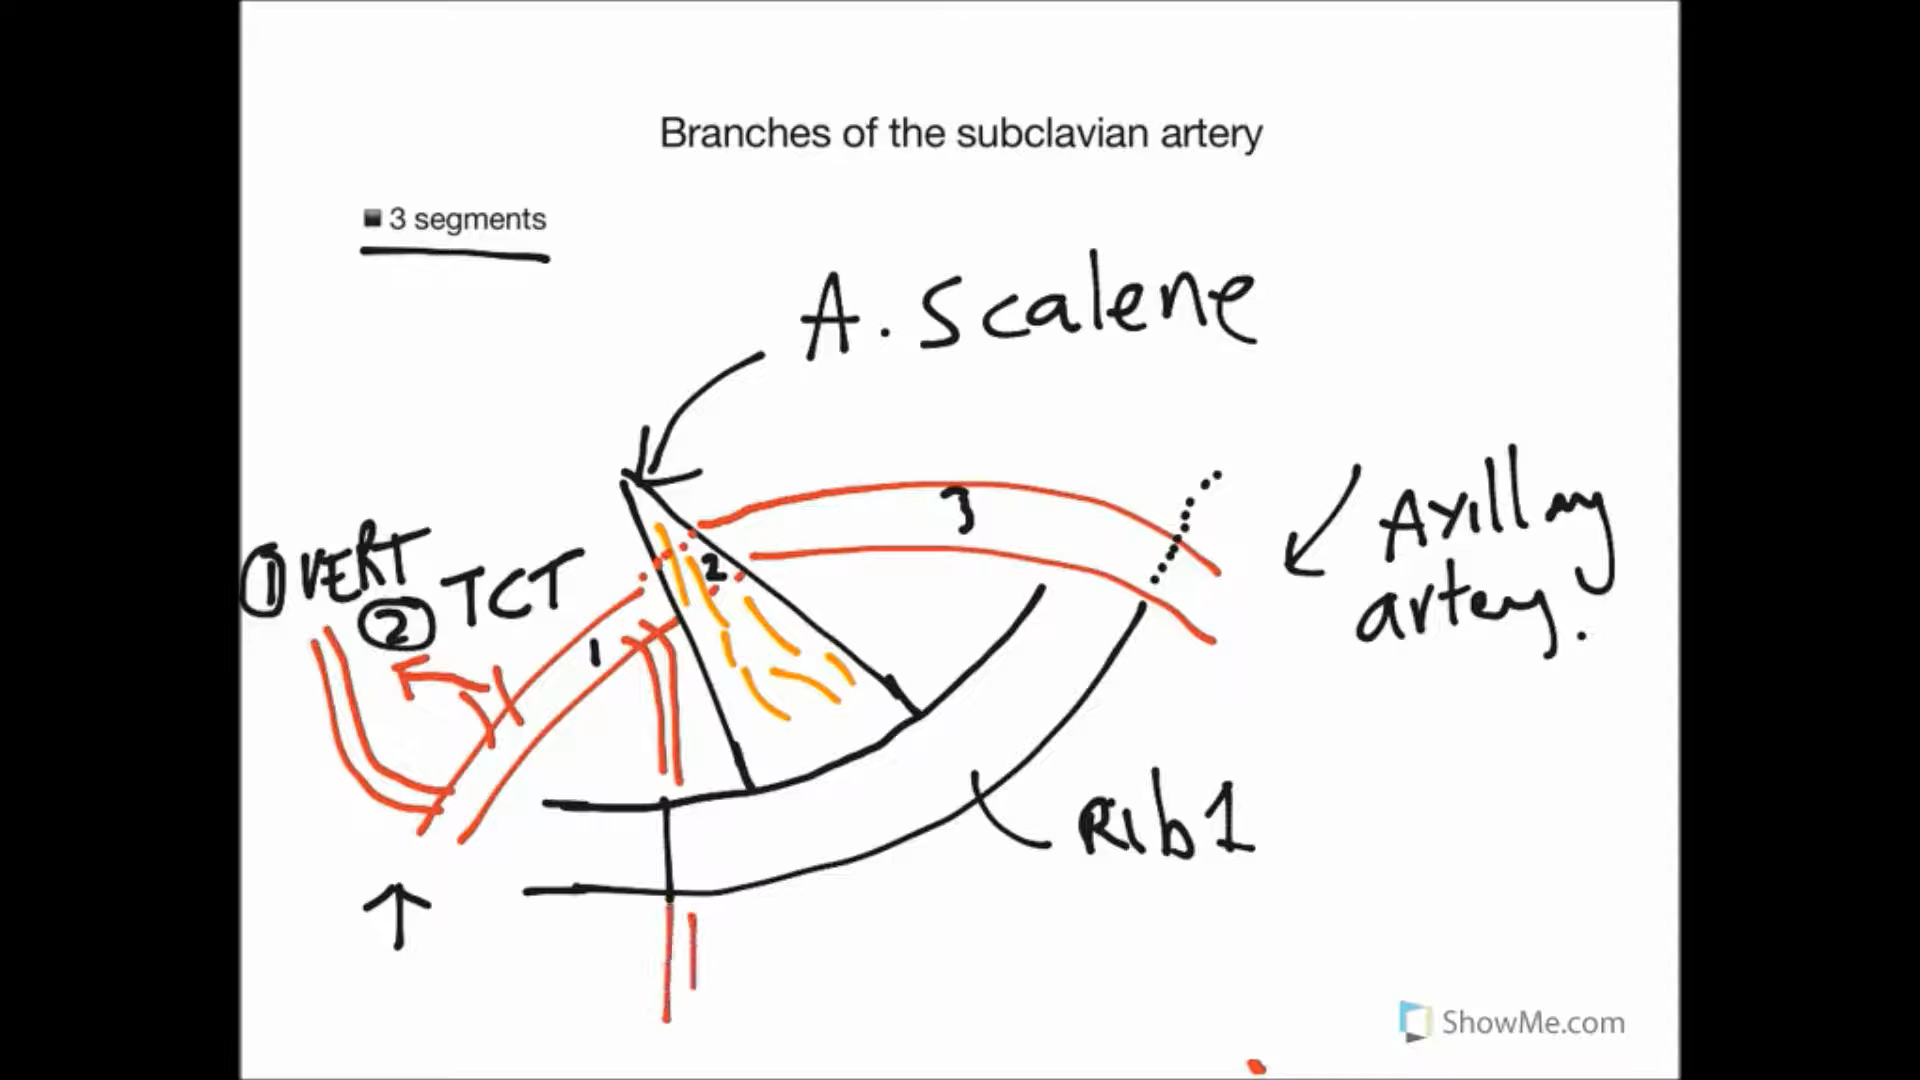 Branches of the subclavian artery
3 segments
A. Scalene
3
Axillary
artery.
2
① VERT
② TCT
1
Rib 1
ShowMe.com